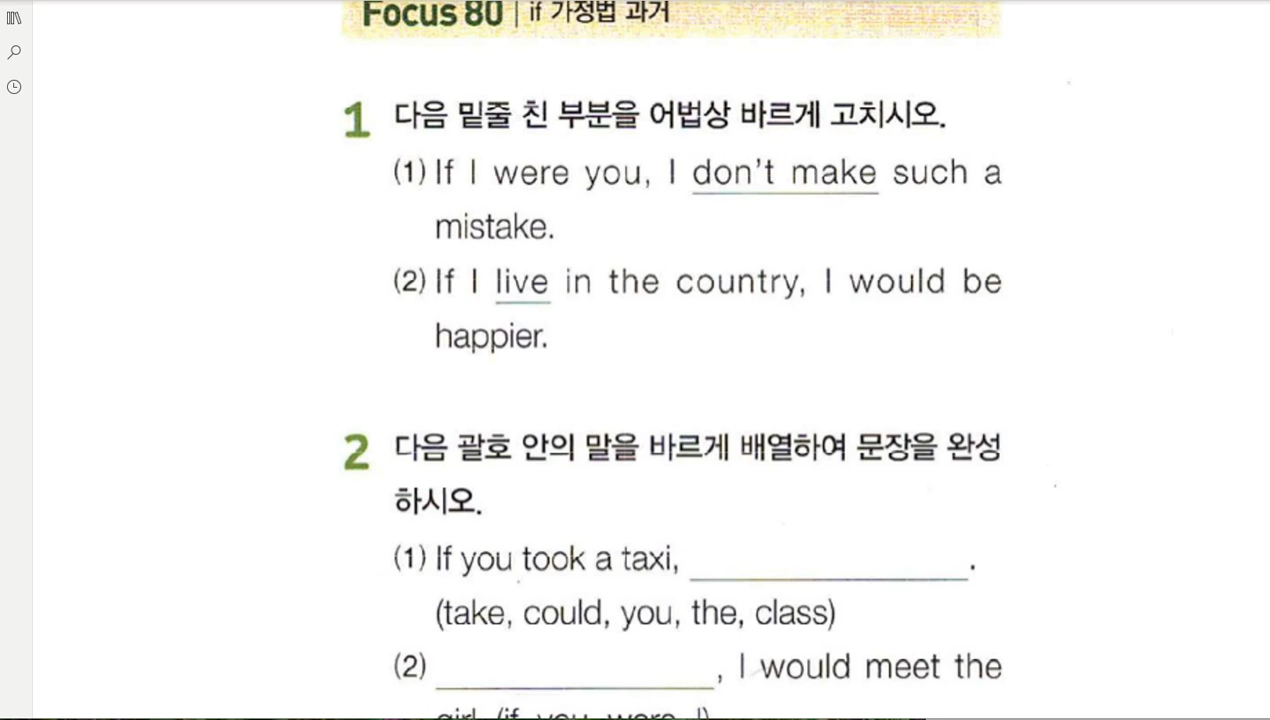 Focus 80 | if 가정법 과거
1 다음 밑줄 친 부분을 어법상 바르게 고치시오.
(1) If I were you, I don't make such a
mistake.
(2) If I live in the country, I would be
happier.
2 다음 괄호 안의 말을 바르게 배열하여 문장을 완성
하시오.
(1) If you took a taxi, ________________.
(take, could, you, the, class)
(2) ________________, I would meet the
girl. (if, you, were, I)